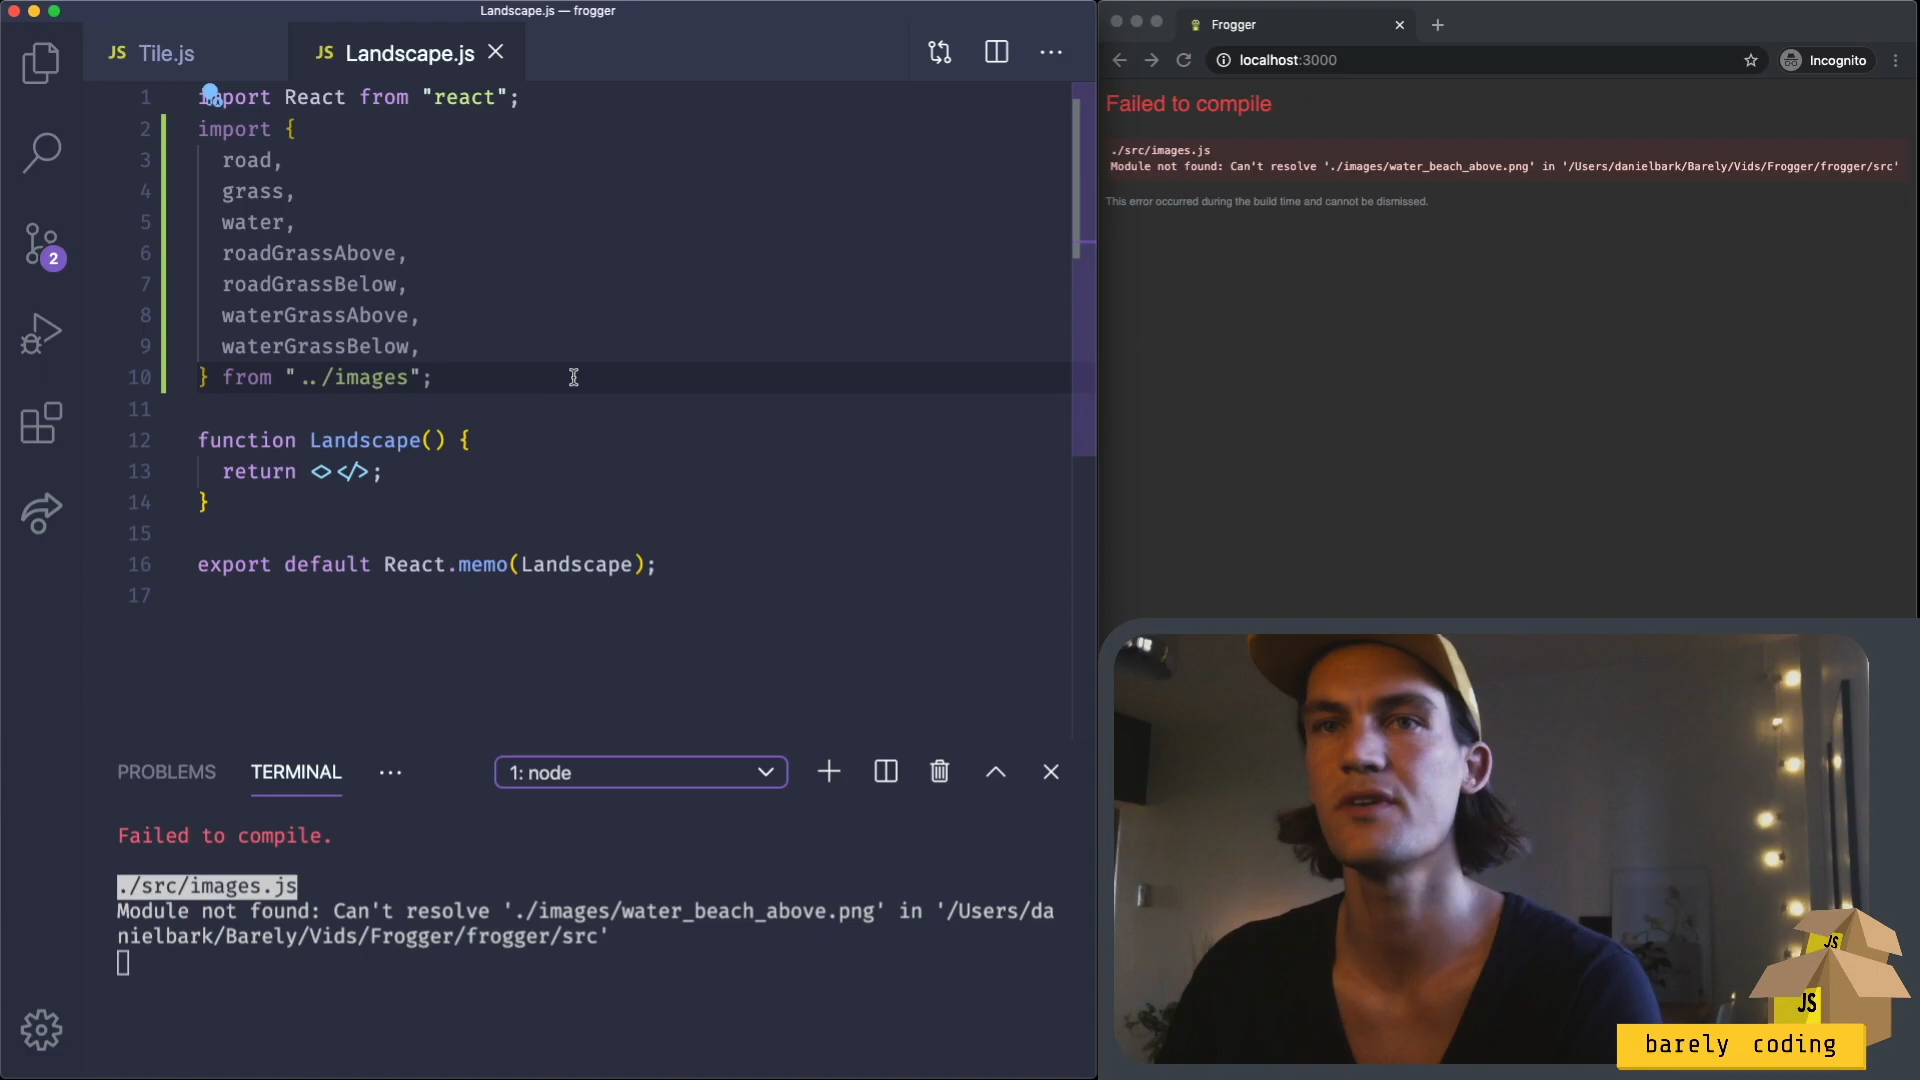 Landscape.js — frogger
JS Tile.js
JS Landscape.js
1 import React from "react";
2 import {
3 road,
4 grass,
5 water,
6 roadGrassAbove,
7 roadGrassBelow,
8 waterGrassAbove,
9 waterGrassBelow,
10 } from "../images";
11
12 function Landscape() {
13 return <></>;
14 }
15
16 export default React.memo(Landscape);
17
2
PROBLEMS TERMINAL ... 1: node
Failed to compile.
./src/images.js
Module not found: Can't resolve './images/water_beach_above.png' in '/Users/da
nielbark/Barely/Vids/Frogger/frogger/src'
Frogger
localhost:3000
Incognito
Failed to compile
./src/images.js
Module not found: Can't resolve './images/water_beach_above.png' in '/Users/danielbark/Barely/Vids/Frogger/frogger/src'
This error occurred during the build time and cannot be dismissed.
JS
JS
barely coding